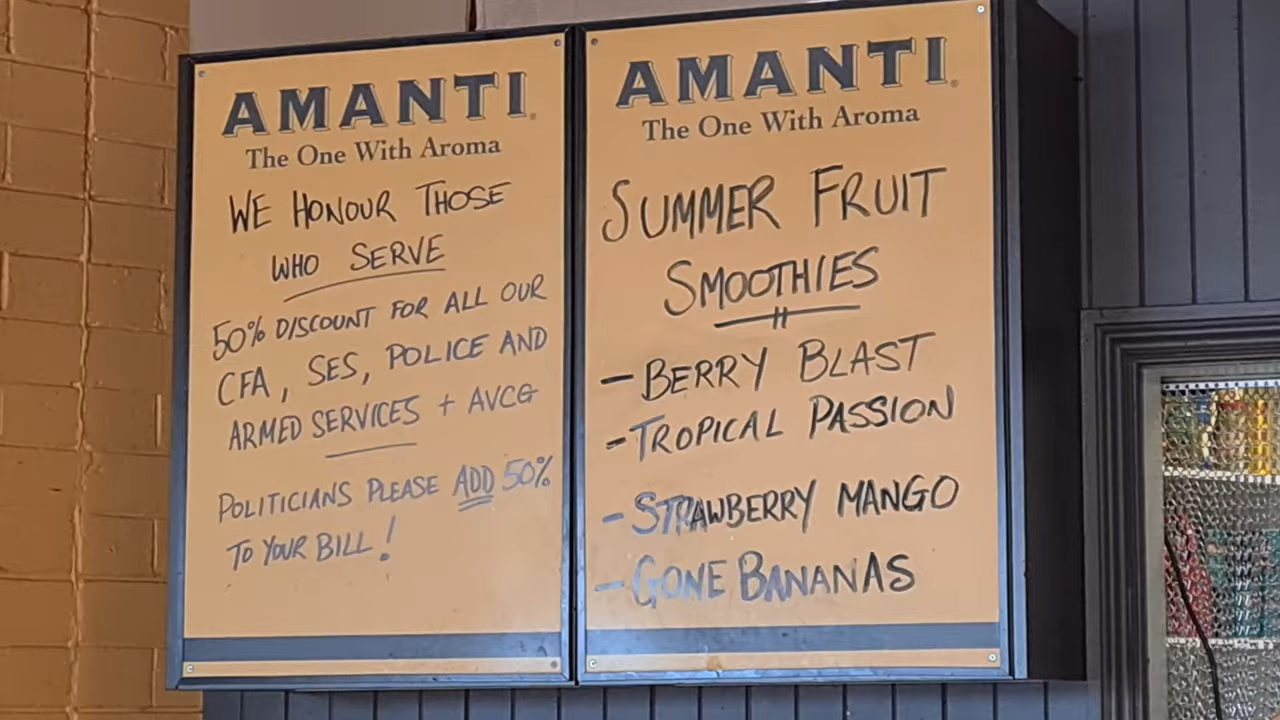 AMANTI
The One With Aroma
WE HONOUR THOSE
WHO SERVE
50% DISCOUNT FOR ALL OUR
CFA, SES, POLICE AND
ARMED SERVICES + AVCG
POLITICIANS PLEASE ADD 50%
TO YOUR BILL!
AMANTI
The One With Aroma
SUMMER FRUIT
SMOOTHIES
- BERRY BLAST
- TROPICAL PASSION
- STRAWBERRY MANGO
- GONE BANANAS